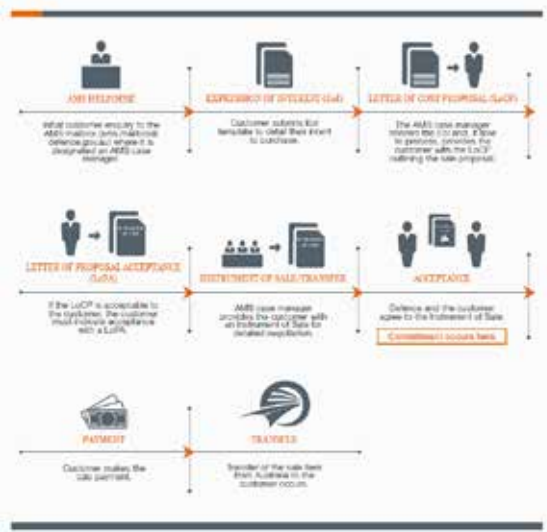 AMS HELPDESK
Initial customer enquiry to the
AMS mailbox (ams.mailbox@
defence.gov.au) where it is
designated an AMS case
manager.
EXPRESSION OF INTEREST (EoI)
Customer submits EoI
template to detail their intent
to purchase.
LETTER OF COST PROPOSAL (LoCP)
The AMS case manager
reviews the EoI and, if
to proceed, provides the
customer with the LoCP
outlining the sale proposal.
LETTER OF PROPOSAL ACCEPTANCE
(LoPA)
If the LoCP is acceptable to
the customer, the customer
must indicate acceptance
with a LoPA.
INSTRUMENT OF SALE/TRANSFER
AMS case manager
provides the customer with
an Instrument of Sale for
detailed negotiation.
ACCEPTANCE
Defence and the customer
agree to the Instrument of Sale
Commitment occurs here
PAYMENT
Customer makes the
sale payment.
TRANSFER
Transfer of the sale item
from Australia to the
customer occurs.